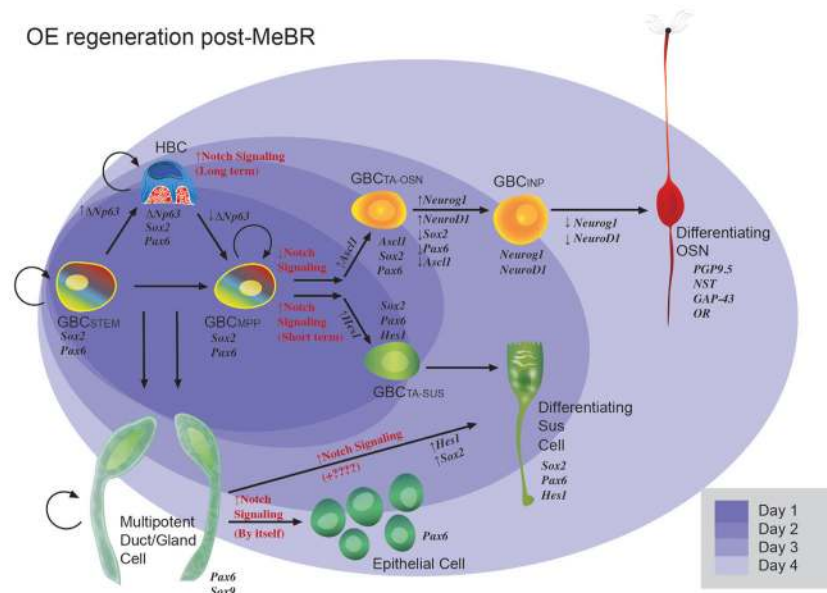 OE regeneration post-MeBR
HBC
↑Notch Signaling
(Long term)
↑ΔNp63
ΔNp63
Sox2
Pax6
↓ΔNp63
GBCSTEM
Sox2
Pax6
GBCMPP
Sox2
Pax6
↓Notch
Signaling
↑Notch
Signaling
(Short term)
↑Ascl1
↑Hes1
GBCTA-OSN
Ascl1
Sox2
Pax6
↑Neurog1
↑NeuroD1
↓Sox2
↓Pax6
↓Ascl1
GBCINP
Neurog1
NeuroD1
↓ Neurog1
↓ NeuroD1
Differentiating
OSN
PGP9.5
NST
GAP-43
OR
Sox2
Pax6
Hes1
GBCTA-SUS
Differentiating
Sus
Cell
Sox2
Pax6
Hes1
↑Notch Signaling
(+????)
↑Hes1
↑Sox2
↑Notch
Signaling
(By itself)
Multipotent
Duct/Gland
Cell
Pax6
Sox9
Pax6
Epithelial Cell
Day 1
Day 2
Day 3
Day 4